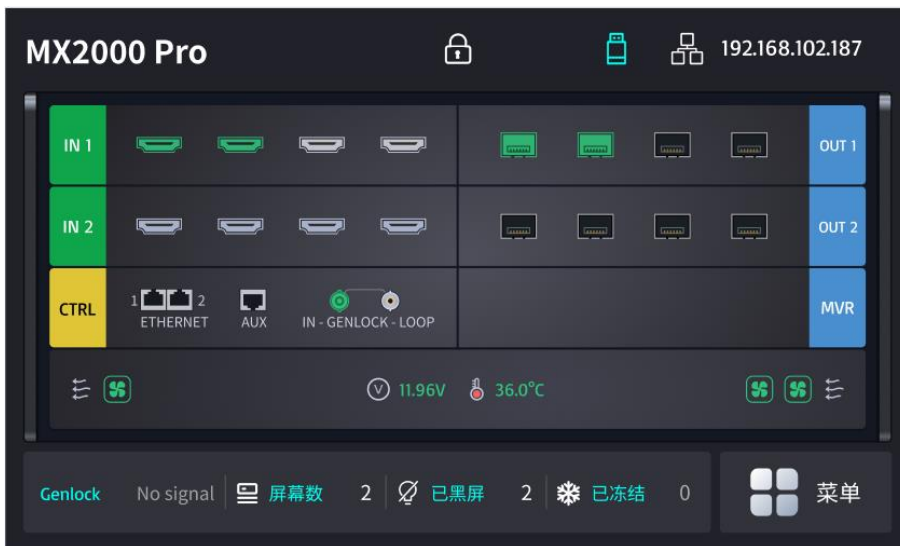 MX2000 Pro 192.168.102.187
IN 1 OUT 1
IN 2 OUT 2
CTRL 1 2 ETHERNET AUX IN - GENLOCK - LOOP MVR
V 11.96V 36.0°C
Genlock No signal 屏幕数 2 已黑屏 2 已冻结 0 菜单